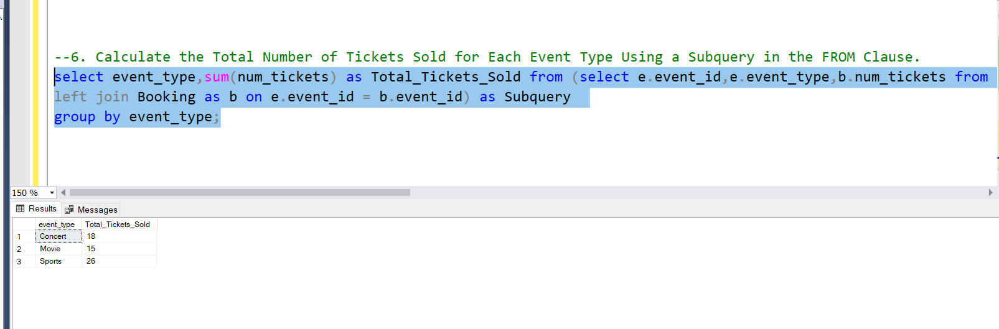 --6. Calculate the Total Number of Tickets Sold for Each Event Type Using a Subquery in the FROM Clause.
select event_type,sum(num_tickets) as Total_Tickets_Sold from (select e.event_id,e.event_type,b.num_tickets from
left join Booking as b on e.event_id = b.event_id) as Subquery
group by event_type;
150 %
Results Messages
event_type Total_Tickets_Sold
1 Concert 18
2 Movie 15
3 Sports 26